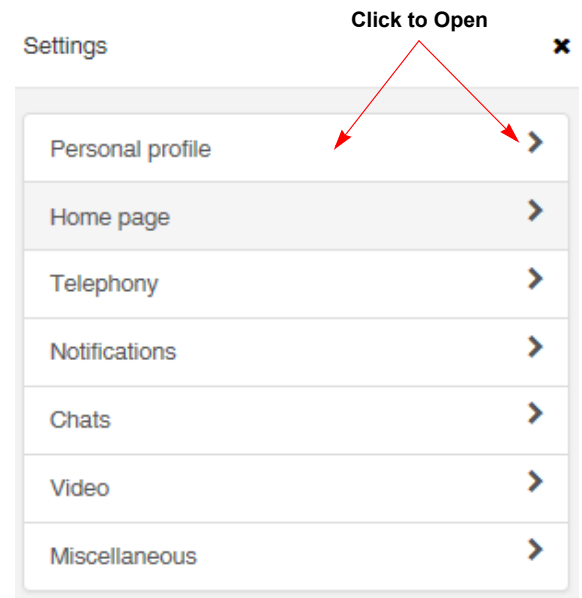 Click to Open
Settings
Personal profile
Home page
Telephony
Notifications
Chats
Video
Miscellaneous